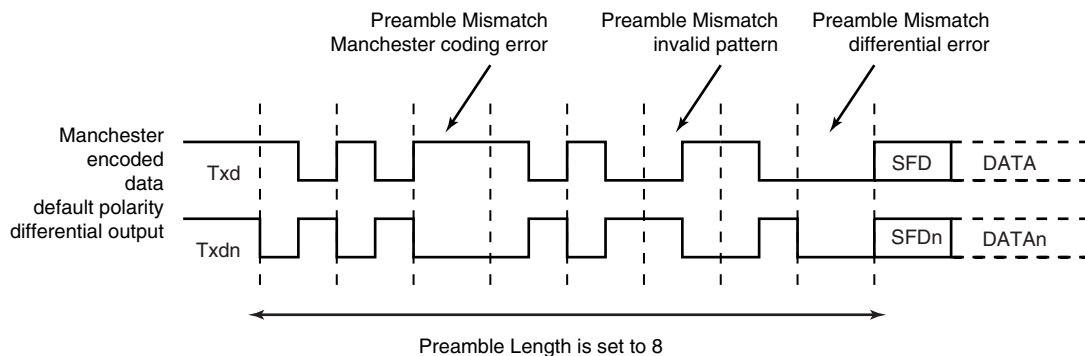 Preamble Mismatch
Manchester coding error
Preamble Mismatch
invalid pattern
Preamble Mismatch
differential error
Manchester
encoded
data
default polarity
differential output
Txd
SFD
DATA
Txdn
SFDn
DATAn
Preamble Length is set to 8